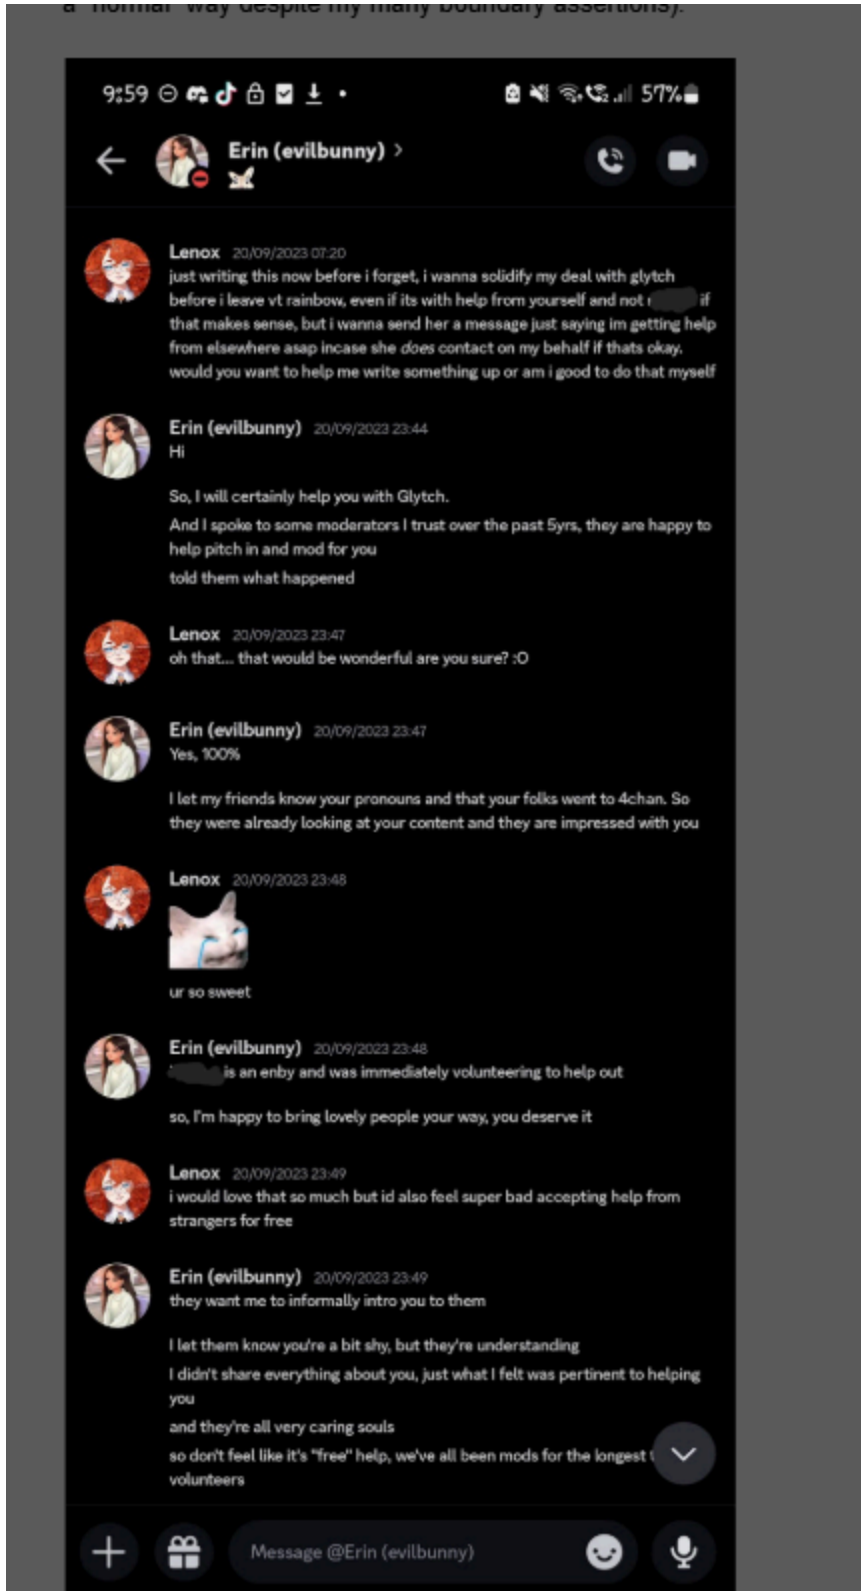 a "normal" way despite my many boundary assertions).
9:59
57%
Erin (evilbunny) >
Lenox 20/09/2023 07:20
just writing this now before i forget, i wanna solidify my deal with glytch
before i leave vt rainbow, even if its with help from yourself and not if
that makes sense, but i wanna send her a message just saying im getting help
from elsewhere asap incase she does contact on my behalf if thats okay.
would you want to help me write something up or am i good to do that myself
Erin (evilbunny) 20/09/2023 23:44
Hi
So, I will certainly help you with Glytch.
And I spoke to some moderators I trust over the past 5yrs, they are happy to
help pitch in and mod for you
told them what happened
Lenox 20/09/2023 23:47
oh that... that would be wonderful are you sure? :O
Erin (evilbunny) 20/09/2023 23:47
Yes, 100%
I let my friends know your pronouns and that your folks went to 4chan. So
they were already looking at your content and they are impressed with you
Lenox 20/09/2023 23:48
ur so sweet
Erin (evilbunny) 20/09/2023 23:48
is an enby and was immediately volunteering to help out
so, I'm happy to bring lovely people your way, you deserve it
Lenox 20/09/2023 23:49
i would love that so much but id also feel super bad accepting help from
strangers for free
Erin (evilbunny) 20/09/2023 23:49
they want me to informally intro you to them
I let them know you're a bit shy, but they're understanding
I didn't share everything about you, just what I felt was pertinent to helping
you
and they're all very caring souls
so don't feel like it's "free" help, we've all been mods for the longest
volunteers
Message @Erin (evilbunny)